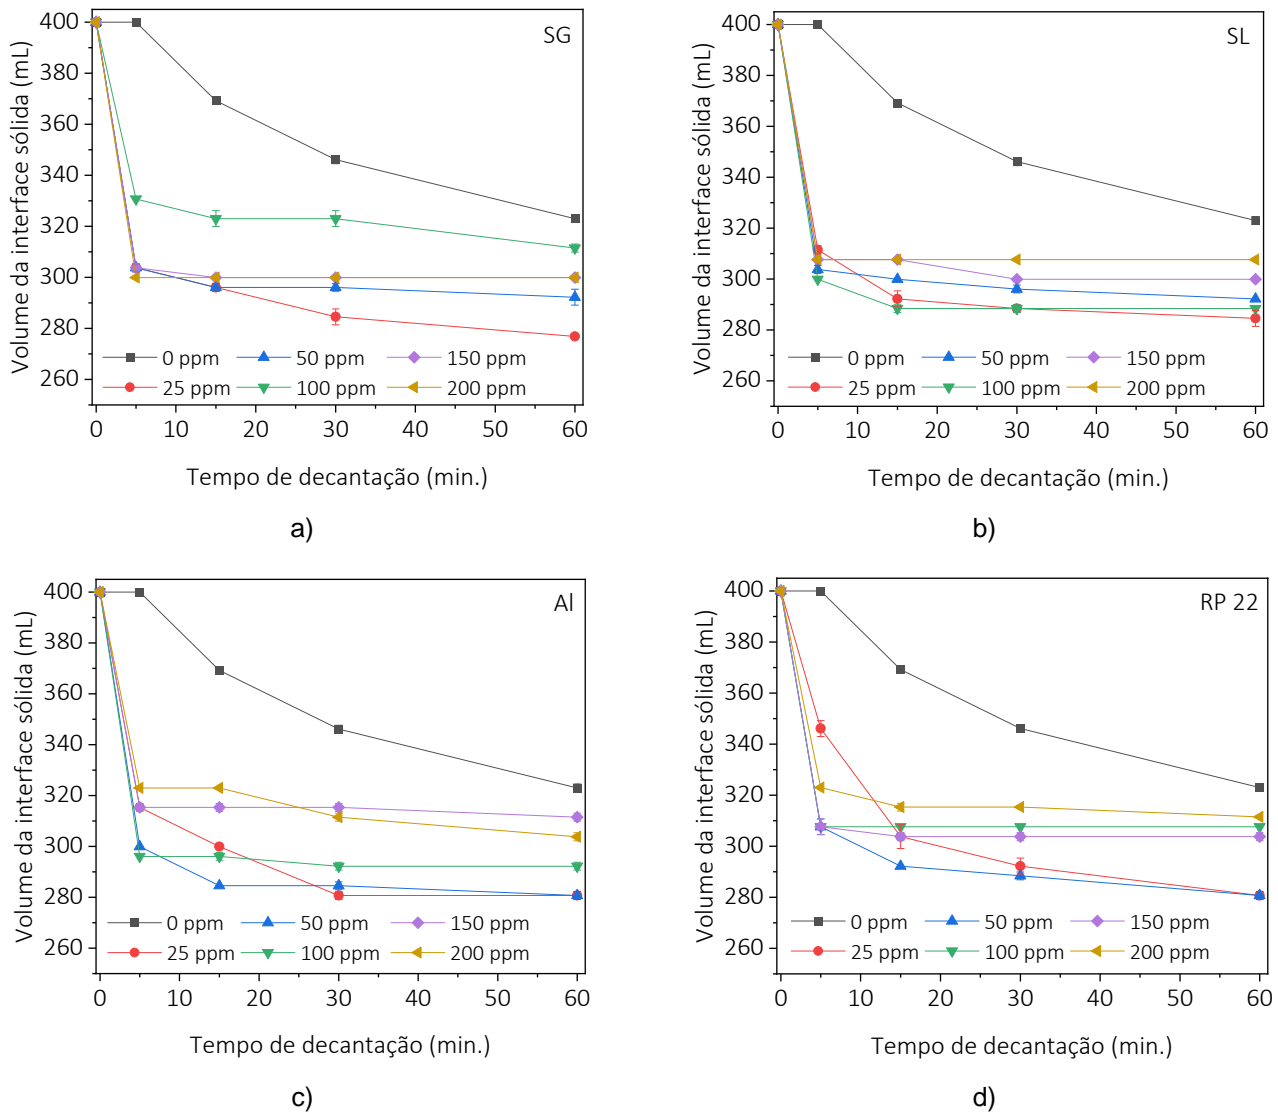 SG
Volume da interface sólida (mL)
400
380
360
340
320
300
280
260
0 ppm 50 ppm 150 ppm
25 ppm 100 ppm 200 ppm
0 10 20 30 40 50 60
Tempo de decantação (min.)
a)
SL
Volume da interface sólida (mL)
400
380
360
340
320
300
280
260
0 ppm 50 ppm 150 ppm
25 ppm 100 ppm 200 ppm
0 10 20 30 40 50 60
Tempo de decantação (min.)
b)
Al
Volume da interface sólida (mL)
400
380
360
340
320
300
280
260
0 ppm 50 ppm 150 ppm
25 ppm 100 ppm 200 ppm
0 10 20 30 40 50 60
Tempo de decantação (min.)
c)
RP 22
Volume da interface sólida (mL)
400
380
360
340
320
300
280
260
0 ppm 50 ppm 150 ppm
25 ppm 100 ppm 200 ppm
0 10 20 30 40 50 60
Tempo de decantação (min.)
d)